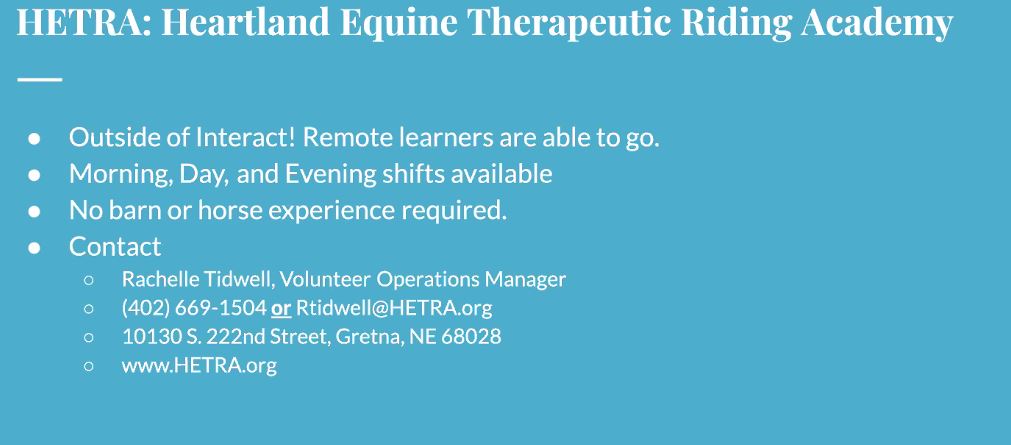 HETRA: Heartland Equine Therapeutic Riding Academy
● Outside of Interact! Remote learners are able to go.
● Morning, Day, and Evening shifts available
● No barn or horse experience required.
● Contact
○ Rachelle Tidwell, Volunteer Operations Manager
○ (402) 669-1504 or Rtidwell@HETRA.org
○ 10130 S. 222nd Street, Gretna, NE 68028
○ www.HETRA.org